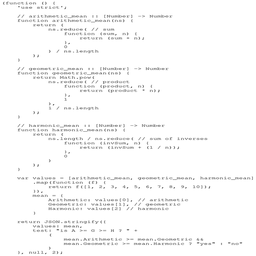 (function () {
"use strict";
// arithmetic_mean :: [Number] -> Number
function arithmetic_mean(ns) {
return (
ns.reduce( // sum
function (sum, n) {
return (sum + n);
},
0
) / ns.length
);
}
// geometric_mean :: [Number] -> Number
function geometric_mean(ns) {
return Math.pow(
ns.reduce( // product
function (product, n) {
return (product * n);
},
1
),
1 / ns.length
);
}
// harmonic_mean :: [Number] -> Number
function harmonic_mean(ns) {
return (
ns.length / ns.reduce( // sum of inverses
function (invSum, n) {
return (invSum + (1 / n));
},
0
)
);
}
var values = [arithmetic_mean, geometric_mean, harmonic_mean]
.map(function (f) {
return f([1, 2, 3, 4, 5, 6, 7, 8, 9, 10]);
}),
mean = {
Arithmetic: values[0], // arithmetic
Geometric: values[1], // geometric
Harmonic: values[2] // harmonic
}
return JSON.stringify({
values: mean,
test: "is A >= G >= H ? " +
(
mean.Arithmetic >= mean.Geometric &&
mean.Geometric >= mean.Harmonic ? "yes" : "no"
)
}, null, 2);